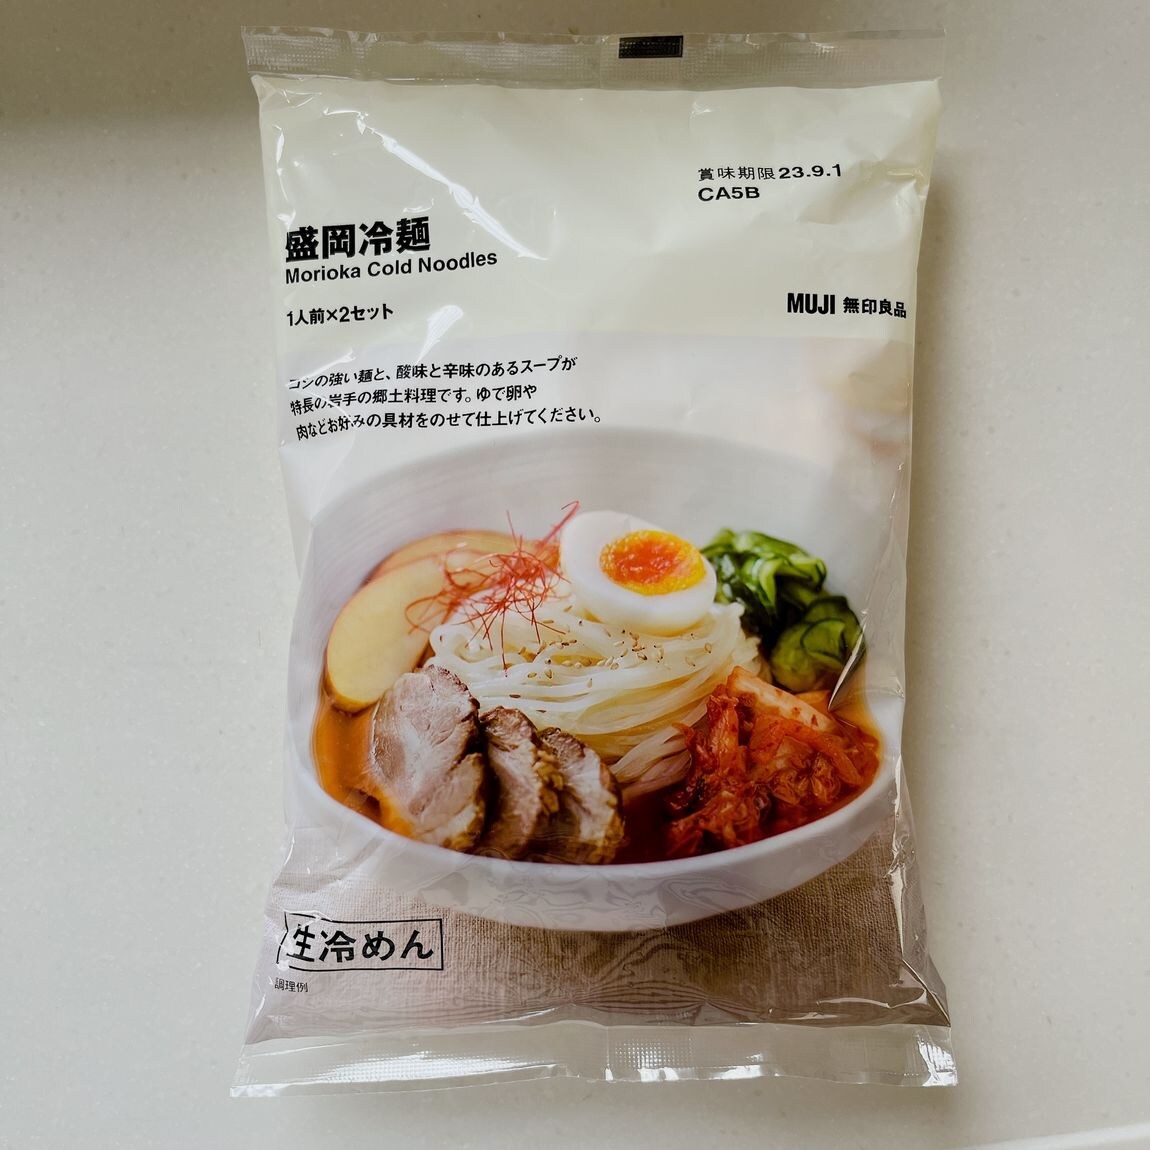 賞味期限23.9.1
CA5B
盛岡冷麺
Morioka Cold Noodles
1人前×2セット
MUJI 無印良品
コシの強い麺と、酸味と辛味のあるスープが
特長の岩手の郷土料理です。ゆで卵や
肉などお好みの具材をのせて仕上げてください。
生冷めん
調理例